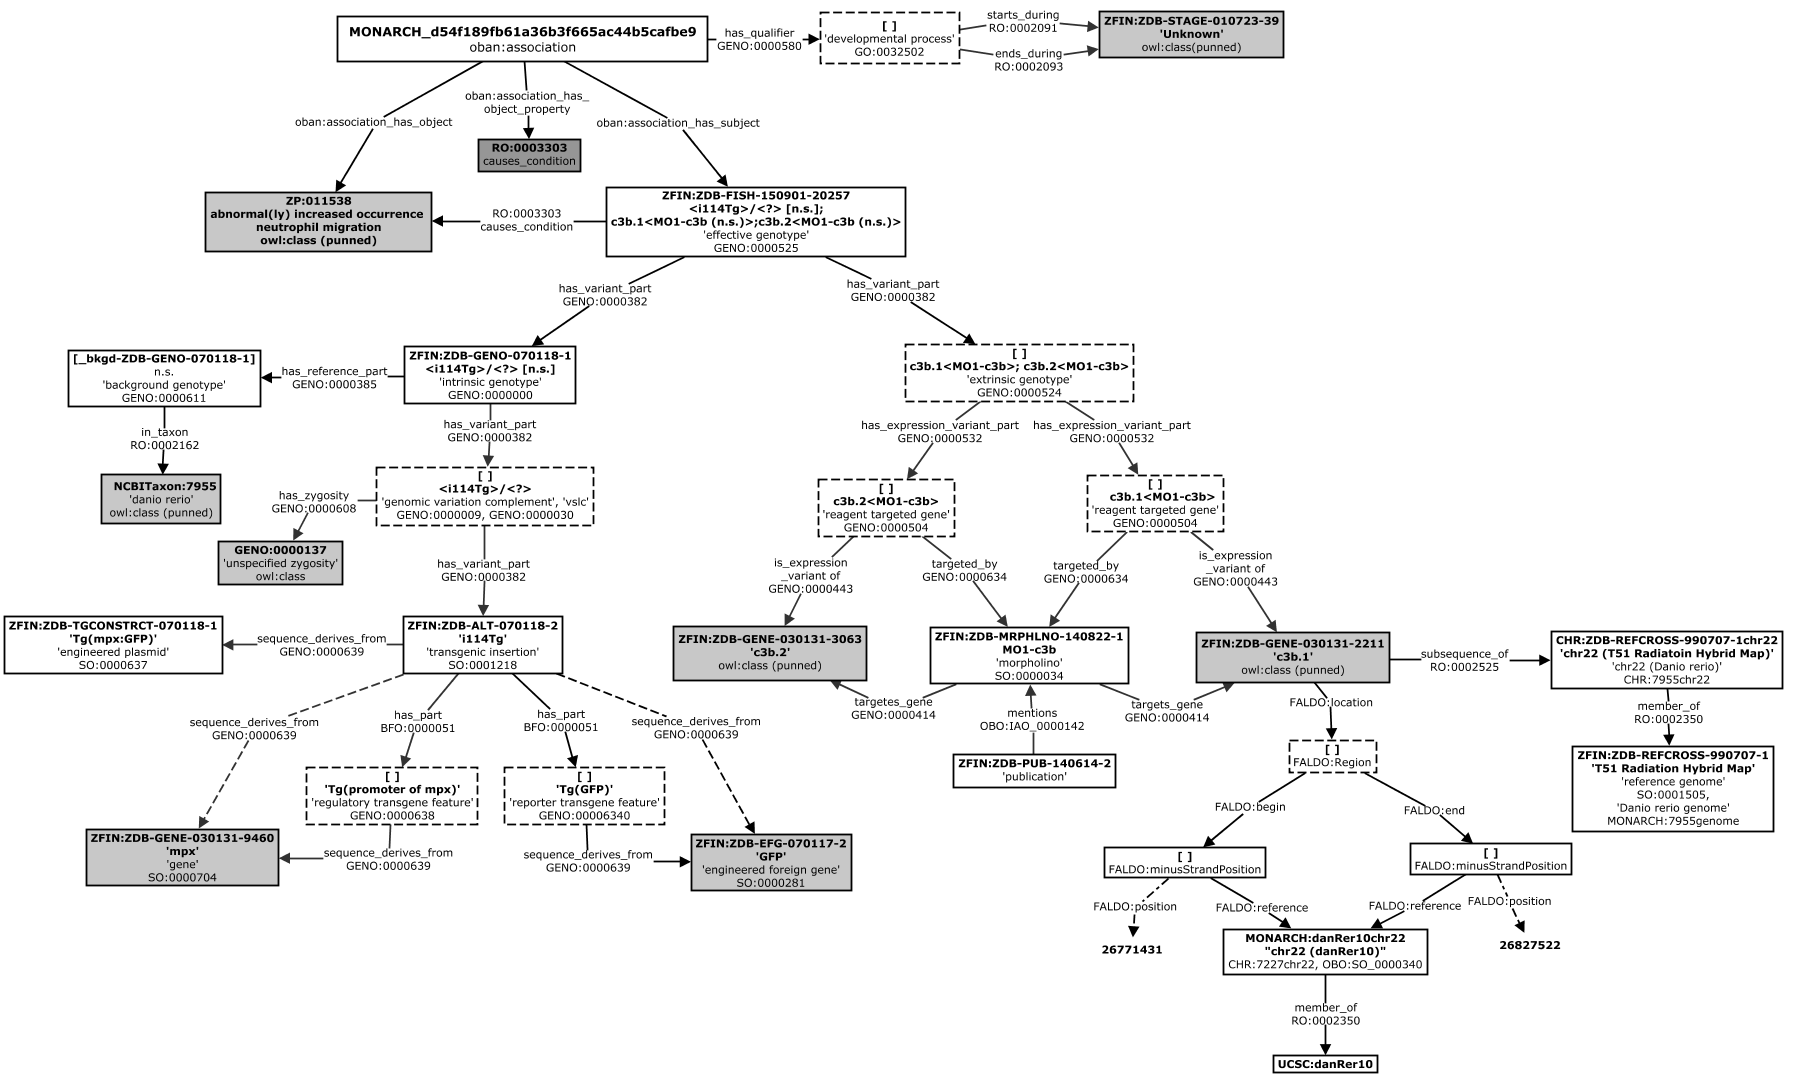 MONARCH_d54f189fb61a36b3f665ac44b5cafbe9
oban:association
has_qualifier
GENO:0000580
[ ]
'developmental process'
GO:0032502
starts_during
RO:0002091
ends_during
RO:0002093
ZFIN:ZDB-STAGE-010723-39
'Unknown'
owl:class(punned)
oban:association_has_object
oban:association_has_
object_property
oban:association_has_subject
RO:0003303
causes_condition
ZP:011538
abnormal(ly) increased occurrence
neutrophil migration
owl:class (punned)
RO:0003303
causes_condition
ZFIN:ZDB-FISH-150901-20257
<i114Tg>/<?> [n.s.];
c3b.1<MO1-c3b (n.s.)>;c3b.2<MO1-c3b (n.s.)>
'effective genotype'
GENO:0000525
has_variant_part
GENO:0000382
has_variant_part
GENO:0000382
[_bkgd-ZDB-GENO-070118-1]
n.s.
'background genotype'
GENO:0000611
has_reference_part
GENO:0000385
ZFIN:ZDB-GENO-070118-1
<i114Tg>/<?> [n.s.]
'intrinsic genotype'
GENO:0000000
[ ]
c3b.1<MO1-c3b>; c3b.2<MO1-c3b>
'extrinsic genotype'
GENO:0000524
in_taxon
RO:0002162
has_variant_part
GENO:0000382
has_expression_variant_part
GENO:0000532
has_expression_variant_part
GENO:0000532
NCBITaxon:7955
'danio rerio'
owl:class (punned)
has_zygosity
GENO:0000608
[ ]
<i114Tg>/<?>
'genomic variation complement', 'vslc'
GENO:0000009, GENO:0000030
[ ]
c3b.2<MO1-c3b>
'reagent targeted gene'
GENO:0000504
[ ]
c3b.1<MO1-c3b>
'reagent targeted gene'
GENO:0000504
GENO:0000137
'unspecified zygosity'
owl:class
has_variant_part
GENO:0000382
is_expression
_variant of
GENO:0000443
targeted_by
GENO:0000634
targeted_by
GENO:0000634
is_expression
_variant of
GENO:0000443
ZFIN:ZDB-TGCONSTRCT-070118-1
'Tg(mpx:GFP)'
'engineered plasmid'
SO:0000637
sequence_derives_from
GENO:0000639
ZFIN:ZDB-ALT-070118-2
'i114Tg'
'transgenic insertion'
SO:0001218
ZFIN:ZDB-GENE-030131-3063
'c3b.2'
owl:class (punned)
ZFIN:ZDB-MRPHLNO-140822-1
MO1-c3b
'morpholino'
SO:0000034
ZFIN:ZDB-GENE-030131-2211
'c3b.1'
owl:class (punned)
subsequence_of
RO:0002525
CHR:ZDB-REFCROSS-990707-1chr22
'chr22 (T51 Radiatoin Hybrid Map)'
'chr22 (Danio rerio)'
CHR:7955chr22
targetes_gene
GENO:0000414
targets_gene
GENO:0000414
FALDO:location
member_of
RO:0002350
sequence_derives_from
GENO:0000639
has_part
BFO:0000051
has_part
BFO:0000051
sequence_derives_from
GENO:0000639
mentions
OBO:IAO_0000142
ZFIN:ZDB-PUB-140614-2
'publication'
[ ]
FALDO:Region
ZFIN:ZDB-REFCROSS-990707-1
'T51 Radiation Hybrid Map'
'reference genome'
SO:0001505,
'Danio rerio genome'
MONARCH:7955genome
[ ]
'Tg(promoter of mpx)'
'regulatory transgene feature'
GENO:0000638
[ ]
'Tg(GFP)'
'reporter transgene feature'
GENO:00006340
FALDO:begin
FALDO:end
ZFIN:ZDB-GENE-030131-9460
'mpx'
'gene'
SO:0000704
sequence_derives_from
GENO:0000639
sequence_derives_from
GENO:0000639
ZFIN:ZDB-EFG-070117-2
'GFP'
'engineered foreign gene'
SO:0000281
[ ]
FALDO:minusStrandPosition
[ ]
FALDO:minusStrandPosition
FALDO:position
FALDO:reference
FALDO:reference
FALDO:position
26771431
26827522
MONARCH:danRer10chr22
"chr22 (danRer10)"
CHR:7227chr22, OBO:SO_0000340
member_of
RO:0002350
UCSC:danRer10